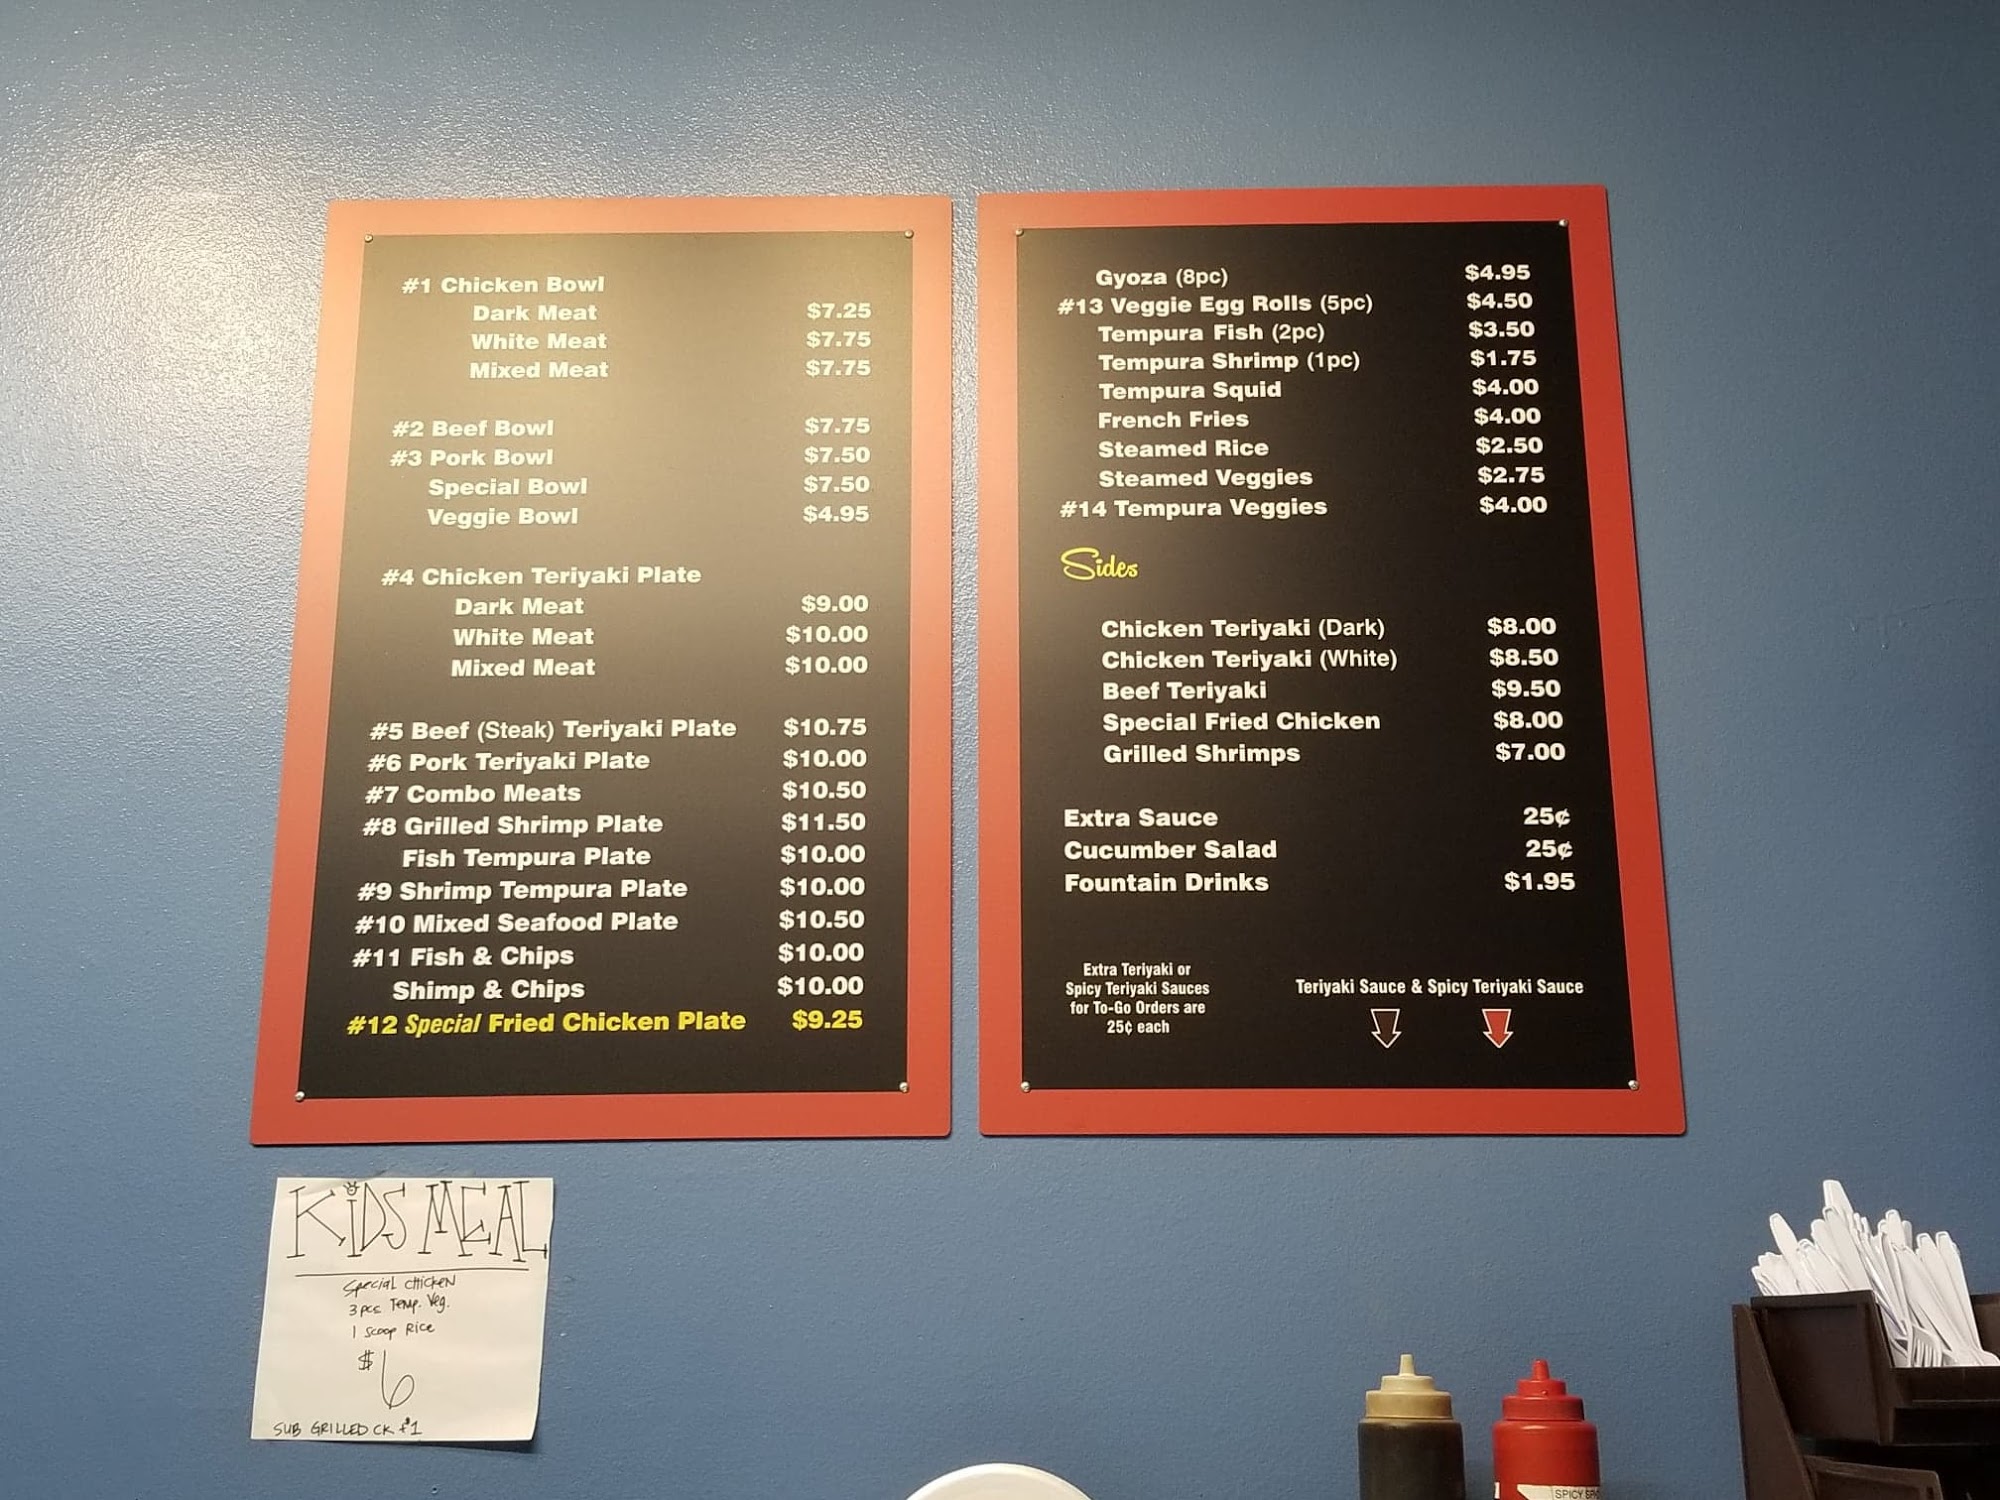 #1 Chicken Bowl
Dark Meat $7.25
White Meat $7.75
Mixed Meat $7.75
#2 Beef Bowl $7.75
#3 Pork Bowl $7.50
Special Bowl $7.50
Veggie Bowl $4.95
#4 Chicken Teriyaki Plate
Dark Meat $9.00
White Meat $10.00
Mixed Meat $10.00
#5 Beef (Steak) Teriyaki Plate $10.75
#6 Pork Teriyaki Plate $10.00
#7 Combo Meats $10.50
#8 Grilled Shrimp Plate $11.50
Fish Tempura Plate $10.00
#9 Shrimp Tempura Plate $10.00
#10 Mixed Seafood Plate $10.50
#11 Fish & Chips $10.00
Shimp & Chips $10.00
#12 Special Fried Chicken Plate $9.25
Gyoza (8pc) $4.95
#13 Veggie Egg Rolls (5pc) $4.50
Tempura Fish (2pc) $3.50
Tempura Shrimp (1pc) $1.75
Tempura Squid $4.00
French Fries $4.00
Steamed Rice $2.50
Steamed Veggies $2.75
#14 Tempura Veggies $4.00
Sides
Chicken Teriyaki (Dark) $8.00
Chicken Teriyaki (White) $8.50
Beef Teriyaki $9.50
Special Fried Chicken $8.00
Grilled Shrimps $7.00
Extra Sauce 25¢
Cucumber Salad 25¢
Fountain Drinks $1.95
Extra Teriyaki or
Spicy Teriyaki Sauces
for To-Go Orders are
25¢ each
Teriyaki Sauce & Spicy Teriyaki Sauce
KiDS MEAL
Special Chicken
3 pcs Temp. Veg.
1 Scoop Rice
$6
SUB GRILLED CK +$1
SPICY